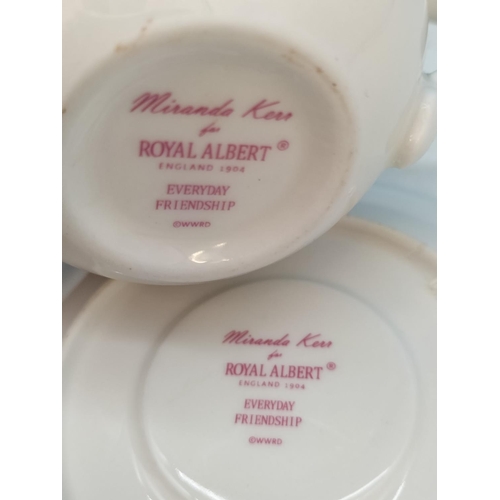 Miranda Kerr
for
ROYAL ALBERT®
ENGLAND 1904
EVERYDAY
FRIENDSHIP
©WWRD
Miranda Kerr
for
ROYAL ALBERT®
ENGLAND 1904
EVERYDAY
FRIENDSHIP
©WWRD